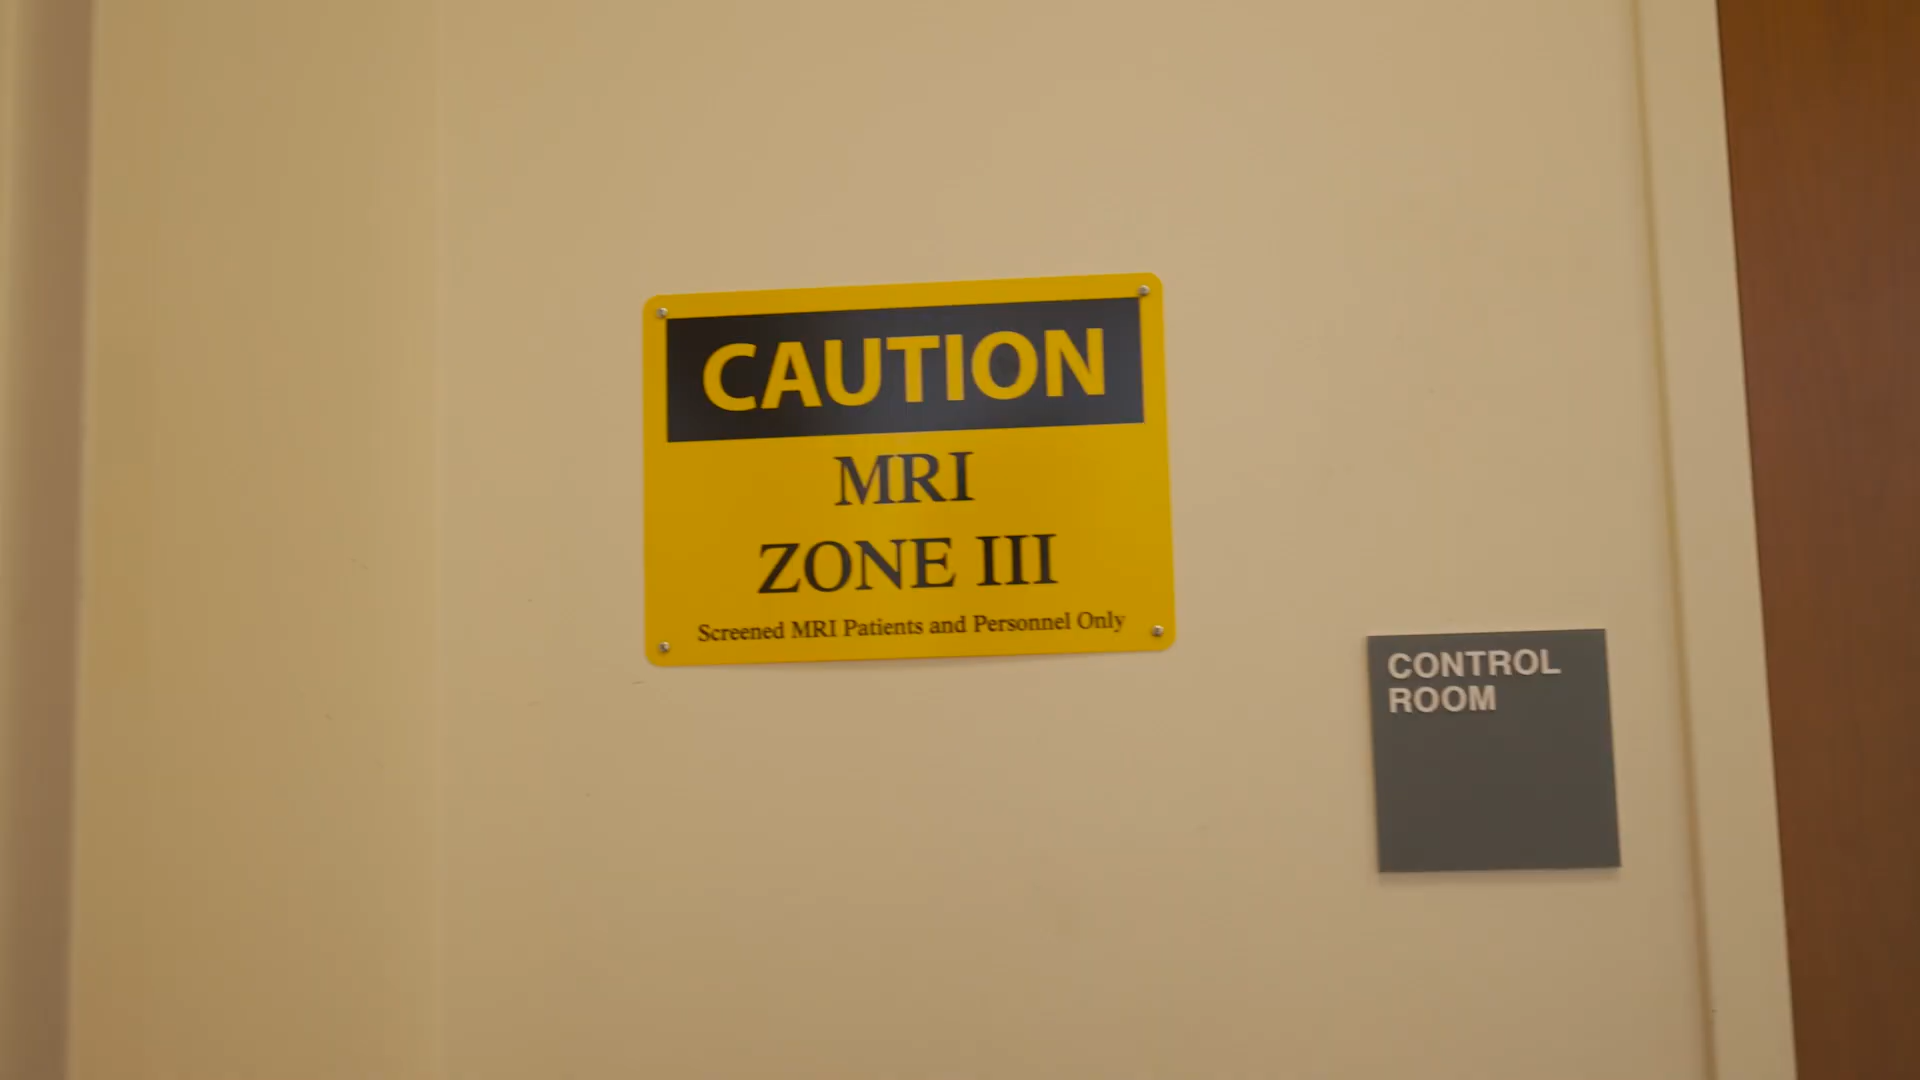 CAUTION
MRI
ZONE III
Screened MRI Patients and Personnel Only
CONTROL
ROOM